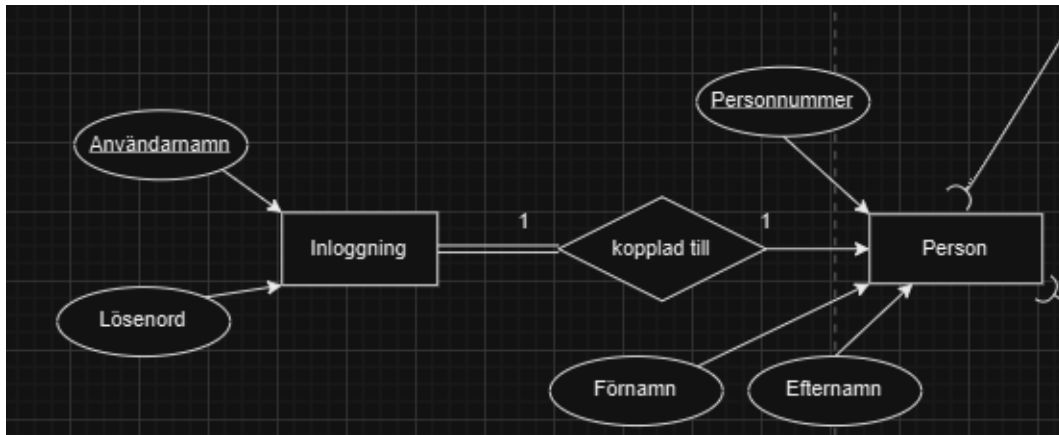 Personnummer
Användarnamn
1
1
Inloggning
kopplad till
Person
Lösenord
Förnamn
Efternamn